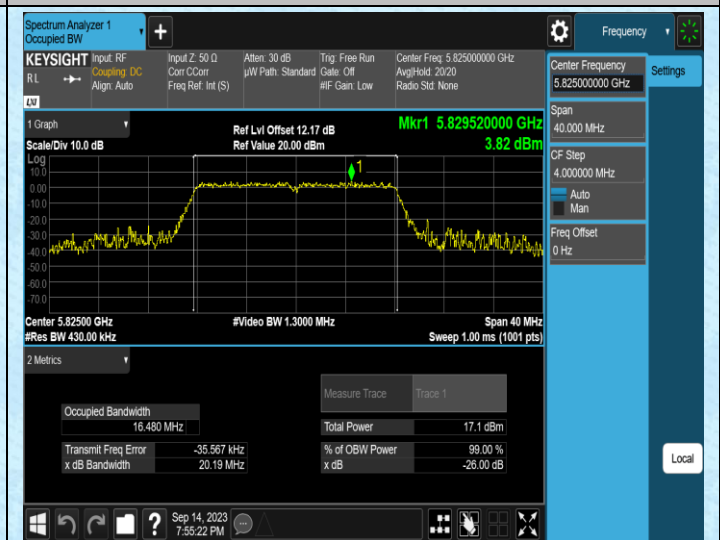 Spectrum Analyzer 1
Occupied BW
Frequency
KEYSIGHT
R L
Input: RF
Coupling: DC
Align: Auto
Input Z: 50 Ω
Corr CCorr
Freq Ref: Int (S)
Atten: 30 dB
µW Path: Standard
Trig: Free Run
Gate: Off
#IF Gain: Low
Center Freq: 5.825000000 GHz
Avg|Hold: 20/20
Radio Std: None
Center Frequency
5.825000000 GHz
Settings
Span
40.000 MHz
CF Step
4.000000 MHz
Auto
Man
Freq Offset
0 Hz
1 Graph
Scale/Div 10.0 dB
Ref Lvl Offset 12.17 dB
Ref Value 20.00 dBm
Mkr1 5.829520000 GHz
3.82 dBm
Log
10.0
0.00
-10.0
-20.0
-30.0
-40.0
-50.0
-60.0
-70.0
1
Center 5.82500 GHz
#Res BW 430.00 kHz
#Video BW 1.3000 MHz
Span 40 MHz
Sweep 1.00 ms (1001 pts)
2 Metrics
Measure Trace
Trace 1
Occupied Bandwidth
16.480 MHz
Total Power
17.1 dBm
Transmit Freq Error
-35.567 kHz
% of OBW Power
99.00 %
x dB Bandwidth
20.19 MHz
x dB
-26.00 dB
Local
?
Sep 14, 2023
7:55:22 PM